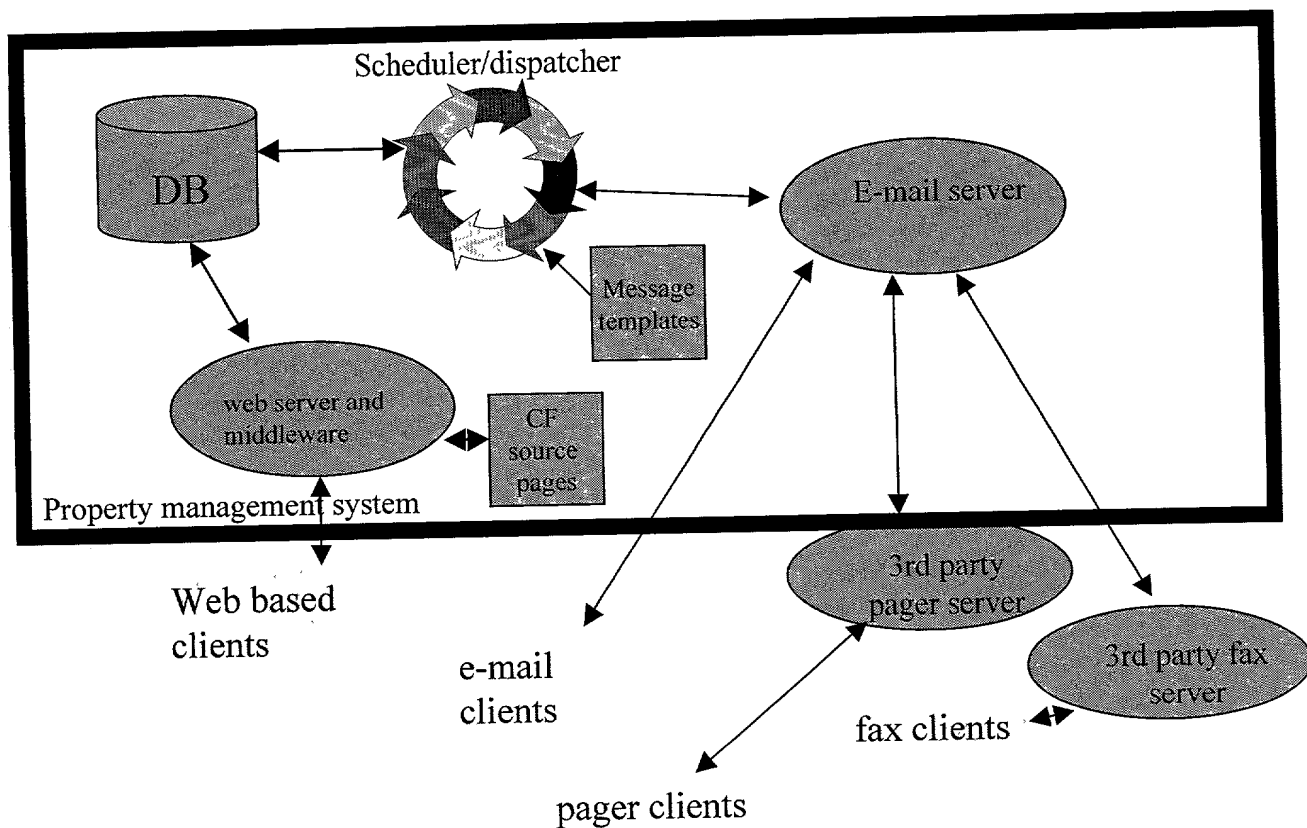 Scheduler/dispatcher
DB
E-mail server
Message
templates
web server and
middleware
CF
source
pages
Property management system
Web based
clients
3rd party
pager server
e-mail
clients
3rd party fax
server
fax clients
pager clients